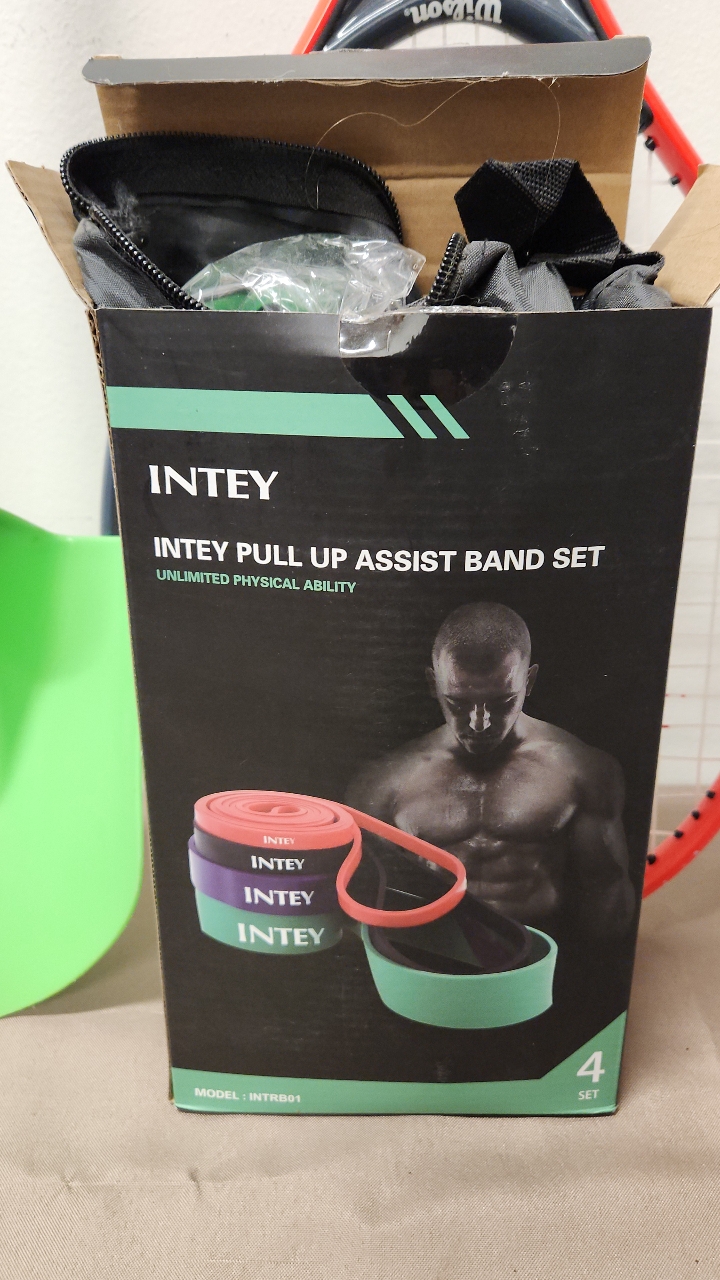 Wilson
INTEY
INTEY PULL UP ASSIST BAND SET
UNLIMITED PHYSICAL ABILITY
INTEY
INTEY
INTEY
INTEY
4
SET
MODEL : INTRB01